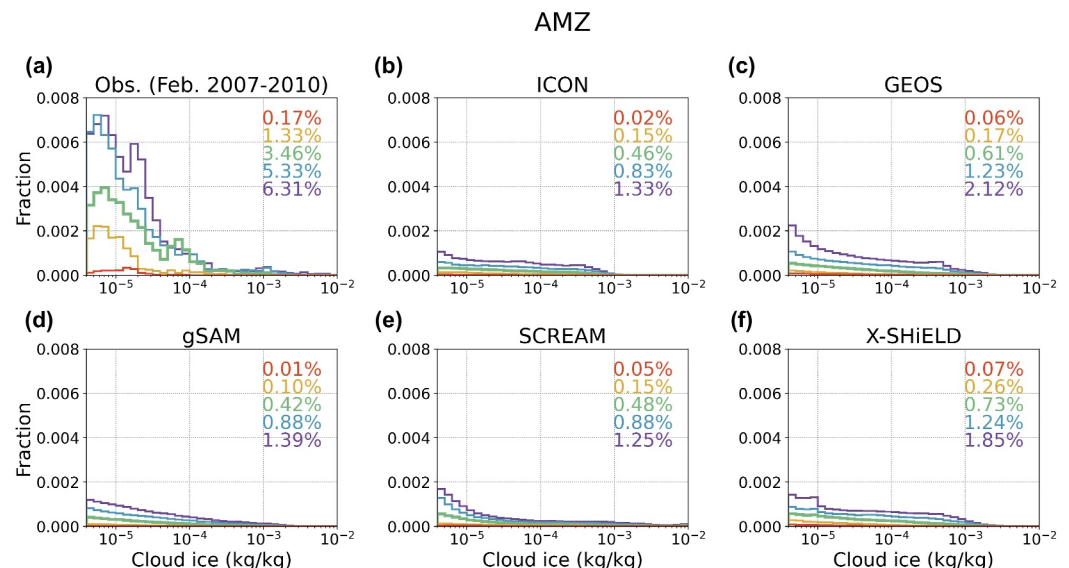 AMZ
(a)
Obs. (Feb. 2007-2010)
0.008
0.006
0.004
0.002
0.000
Fraction
0.17%
1.33%
3.46%
5.33%
6.31%
10⁻⁵ 10⁻⁴ 10⁻³ 10⁻²
(b)
ICON
0.008
0.006
0.004
0.002
0.000
0.02%
0.15%
0.46%
0.83%
1.33%
10⁻⁵ 10⁻⁴ 10⁻³ 10⁻²
(c)
GEOS
0.008
0.006
0.004
0.002
0.000
0.06%
0.17%
0.61%
1.23%
2.12%
10⁻⁵ 10⁻⁴ 10⁻³ 10⁻²
(d)
gSAM
0.008
0.006
0.004
0.002
0.000
Fraction
0.01%
0.10%
0.42%
0.88%
1.39%
10⁻⁵ 10⁻⁴ 10⁻³ 10⁻²
Cloud ice (kg/kg)
(e)
SCREAM
0.008
0.006
0.004
0.002
0.000
0.05%
0.15%
0.48%
0.88%
1.25%
10⁻⁵ 10⁻⁴ 10⁻³ 10⁻²
Cloud ice (kg/kg)
(f)
X-SHiELD
0.008
0.006
0.004
0.002
0.000
0.07%
0.26%
0.73%
1.24%
1.85%
10⁻⁵ 10⁻⁴ 10⁻³ 10⁻²
Cloud ice (kg/kg)